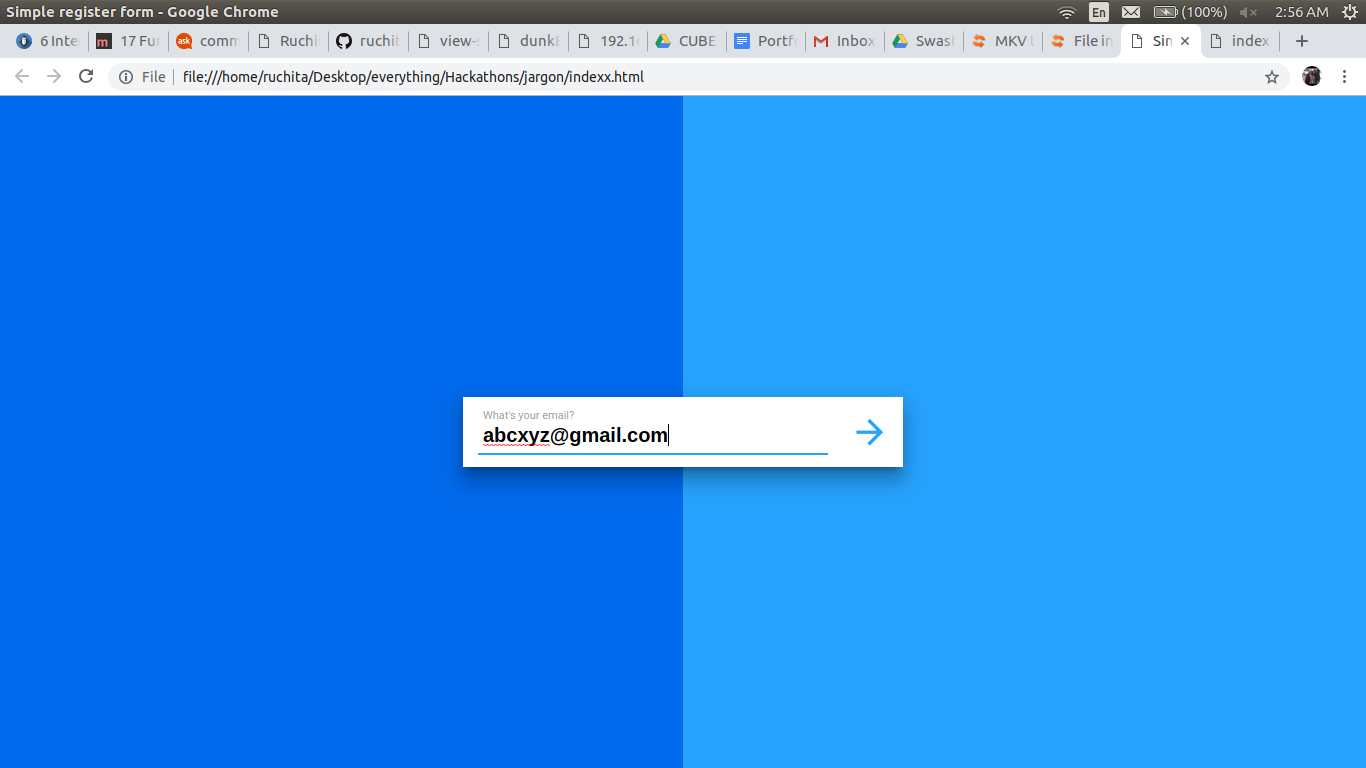 Simple register form - Google Chrome
En (100%) 2:56 AM
6 Inte 17 Fu comm Ruchi ruchit view-s dunk 192.1 CUBE Portf Inbox Swast MKV File in Sin index
File file:///home/ruchita/Desktop/everything/Hackathons/jargon/indexx.html
What's your email?
abcxyz@gmail.com